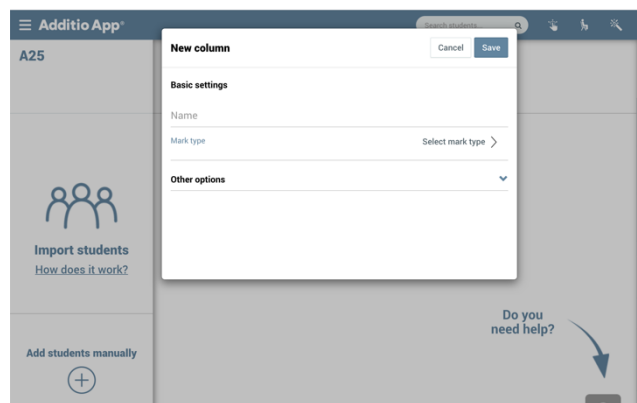 Additio App®
Search students...
A25
New column
Cancel
Save
Basic settings
Name
Mark type
Select mark type
Other options
Import students
How does it work?
Do you
need help?
Add students manually